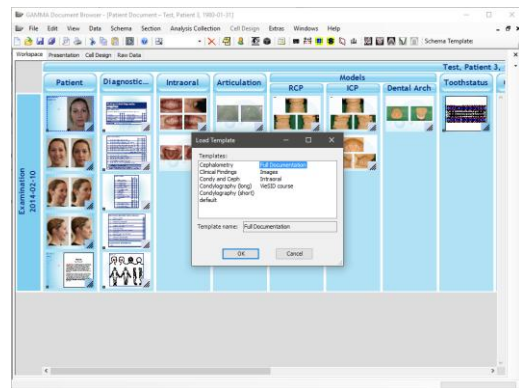 GAMMA Document Browser - [Patient Document - Test, Patient 3, 1990-01-31]
File Edit View Data Schema Section Analysis Collection Cell Design Extras Windows Help
Schema Template:
Workspace Presentation Cell Design Raw Data
Test, Patient 3,
Patient Diagnostic... Intraoral Articulation Models Toothstatus
RCP ICP Dental Arch
Examination
2014-02-10
Load Template
Templates:
Cephalometry Full Documentation
Clinical Findings Images
Condy and Ceph Intraoral
Condylography (long) VieSID course
Condylography (short)
default
Template name: Full Documentation
OK Cancel